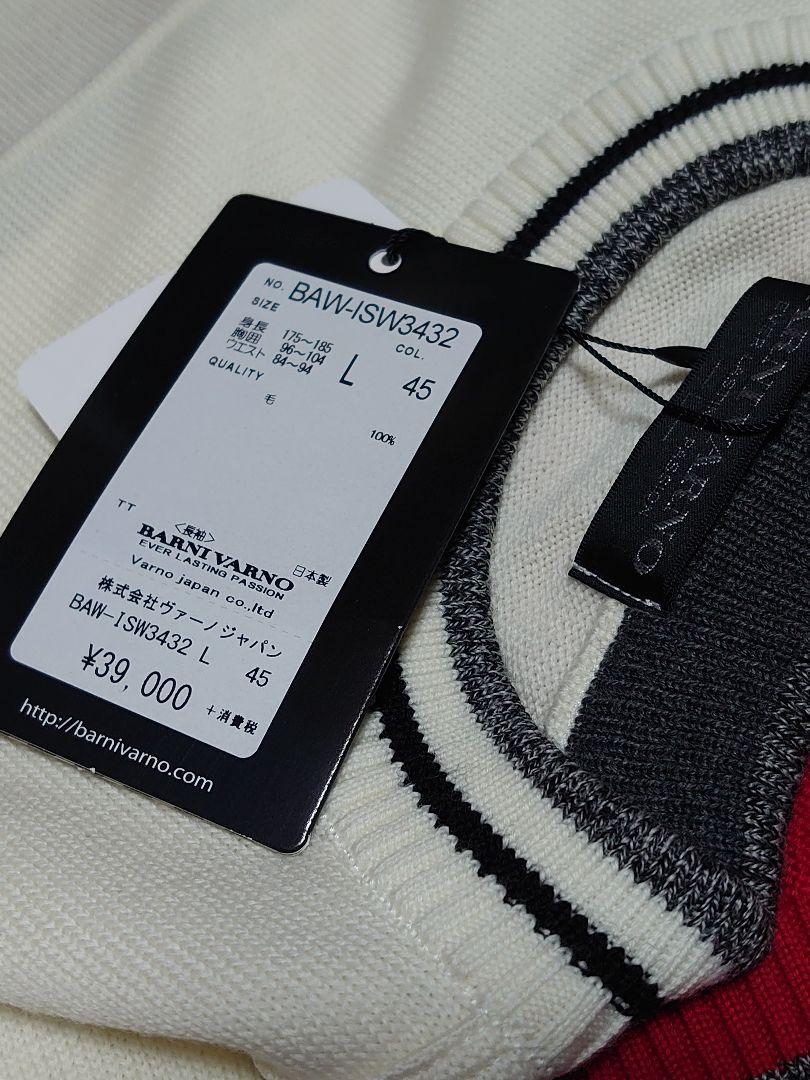 NO. BAW-ISW3432
SIZE COL.
身長 175~185
胸囲 96~104
ウエスト 84~94
L 45
QUALITY
毛 100%
TT
<長袖>
BARNI VARNO 日本製
EVER LASTING PASSION
Varno japan co.,ltd
株式会社ヴァーノジャパン
BAW-ISW3432 L 45
¥39,000 +消費税
http://barnivarno.com